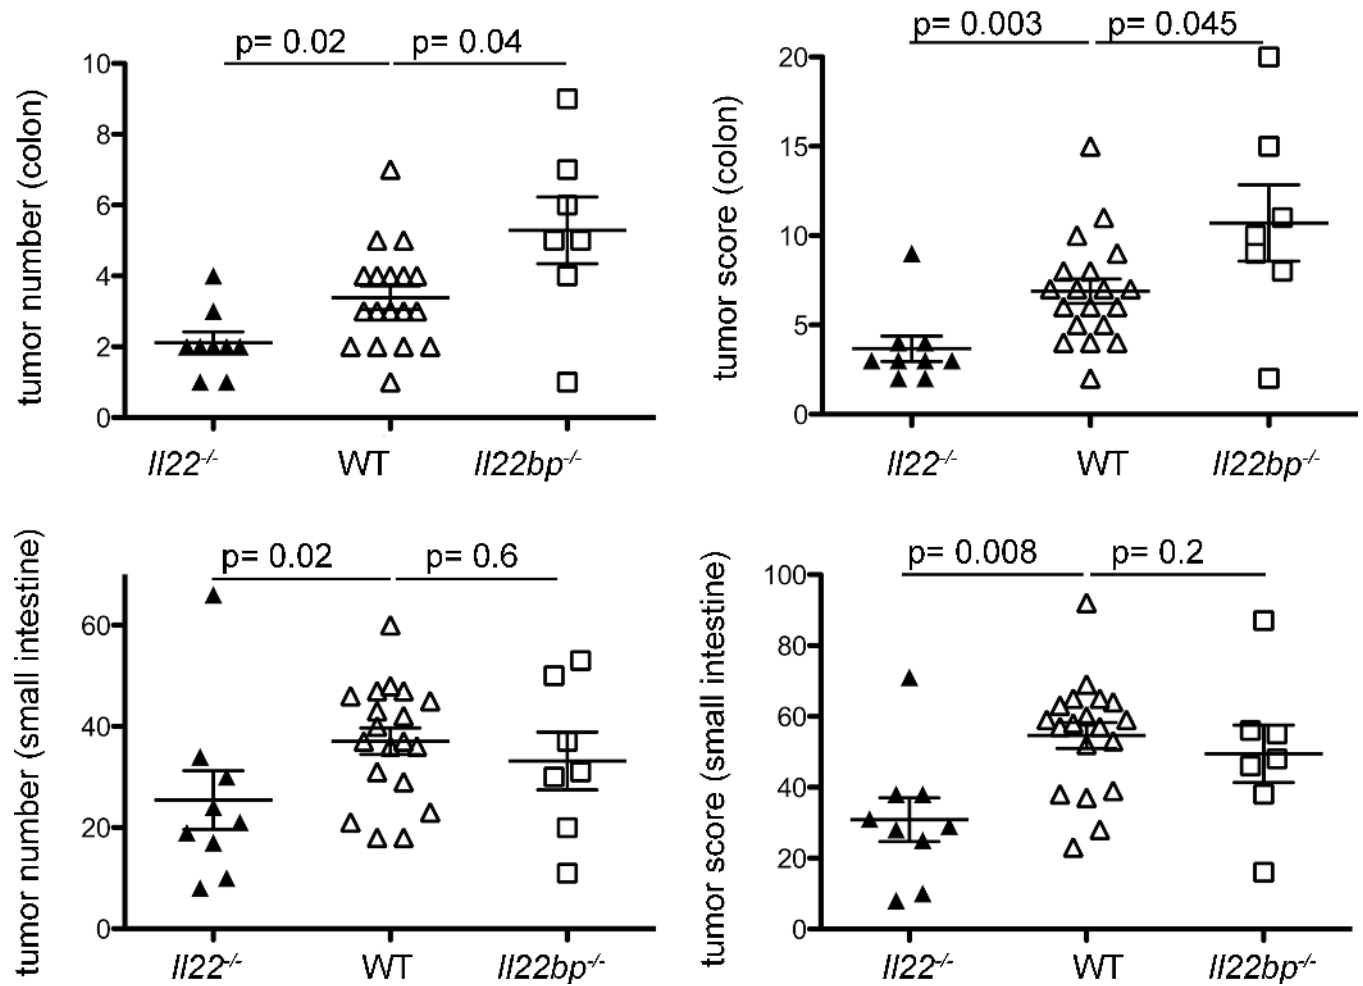 p= 0.02 p= 0.04
tumor number (colon)
10
8
6
4
2
0
Il22-/- WT Il22bp-/-
p= 0.003 p= 0.045
tumor score (colon)
20
15
10
5
0
Il22-/- WT Il22bp-/-
p= 0.02 p= 0.6
tumor number (small intestine)
60
40
20
0
Il22-/- WT Il22bp-/-
p= 0.008 p= 0.2
tumor score (small intestine)
100
80
60
40
20
0
Il22-/- WT Il22bp-/-